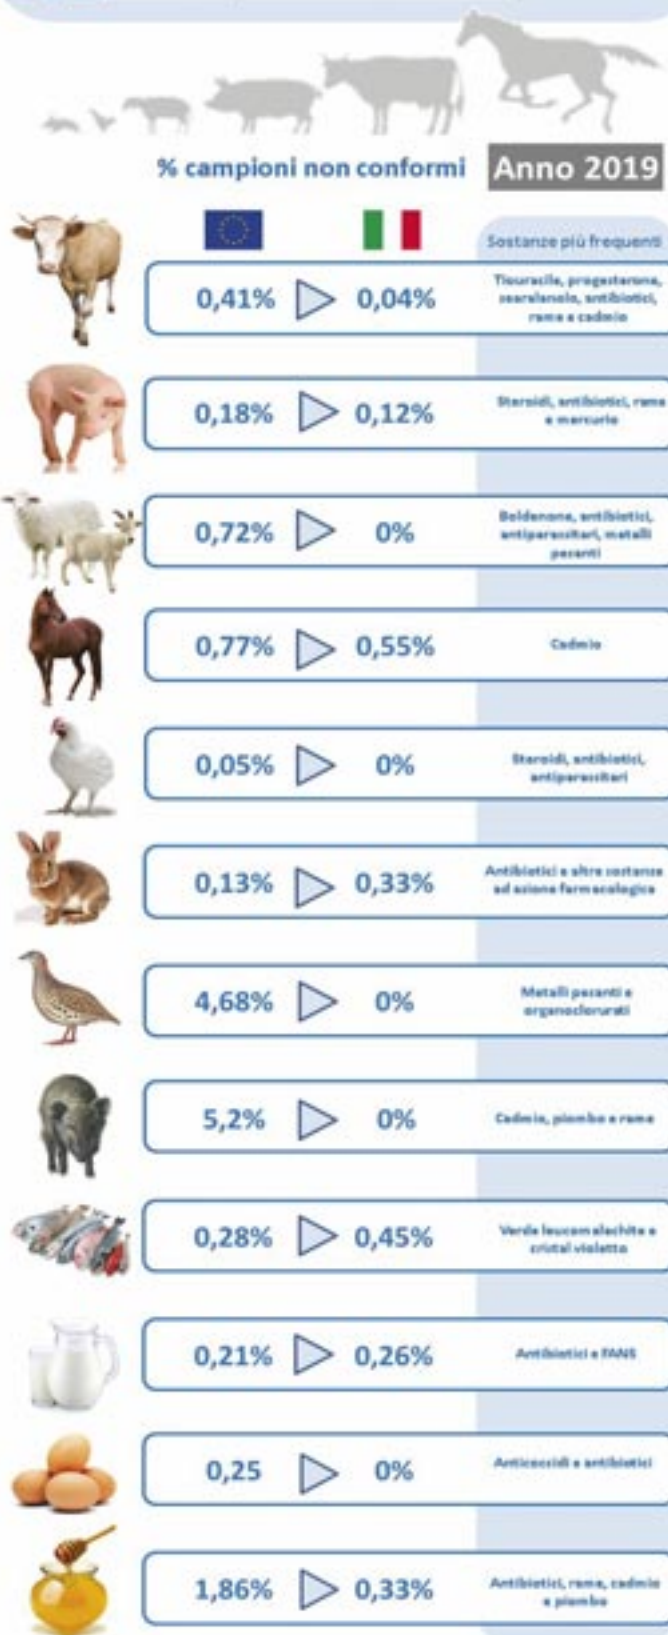 % campioni non conformi
Anno 2019
Sostanze più frequenti
0,41%
0,04%
Tiouracile, progesterone,
zearalanolo, antibiotici,
rame e cadmio
0,18%
0,12%
Steroidi, antibiotici, rame
e mercurio
0,72%
0%
Boldenone, antibiotici,
antiparassitari, metalli
pesanti
0,77%
0,55%
Cadmio
0,05%
0%
Steroidi, antibiotici,
antiparassitari
0,13%
0,33%
Antibiotici e altre sostanze
ad azione farmacologica
4,68%
0%
Metalli pesanti e
organoclorurati
5,2%
0%
Cadmio, piombo e rame
0,28%
0,45%
Verde leucomalachite e
cristal violetto
0,21%
0,26%
Antibiotici e FANS
0,25
0%
Anticoccidi e antibiotici
1,86%
0,33%
Antibiotici, rame, cadmio
e piombo